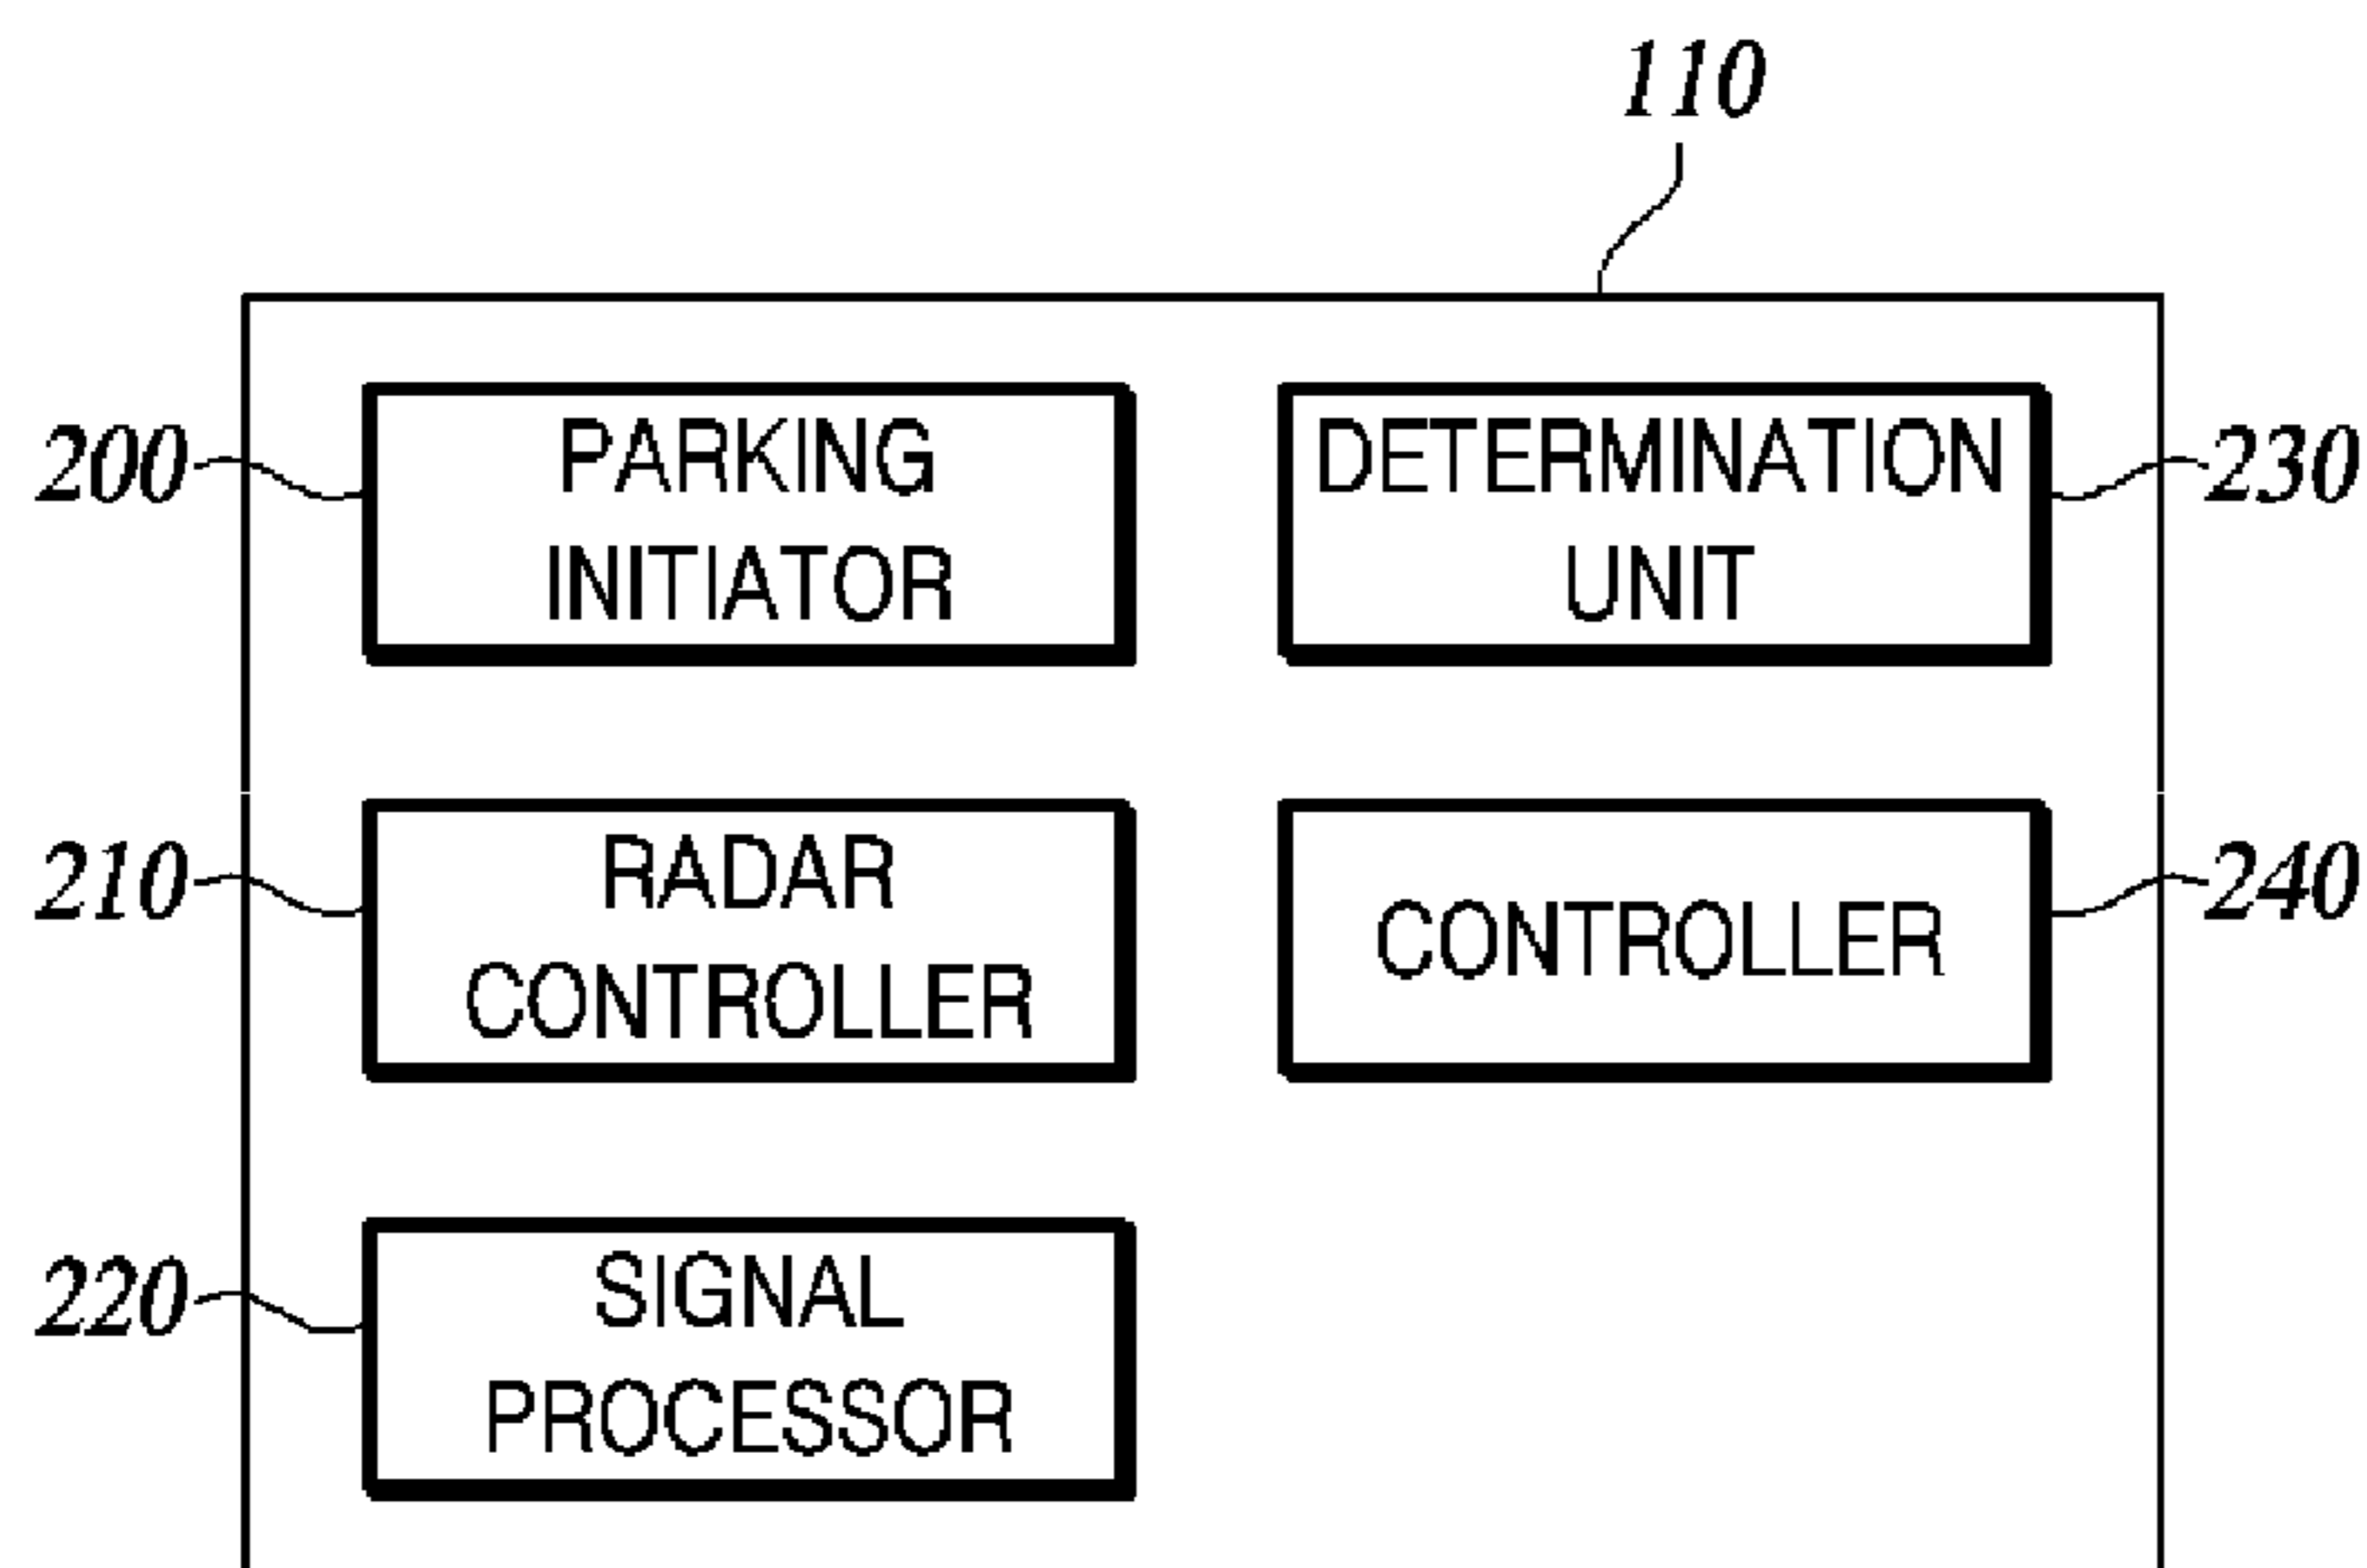 110
200
PARKING
INITIATOR
DETERMINATION
UNIT
230
210
RADAR
CONTROLLER
CONTROLLER
240
220
SIGNAL
PROCESSOR